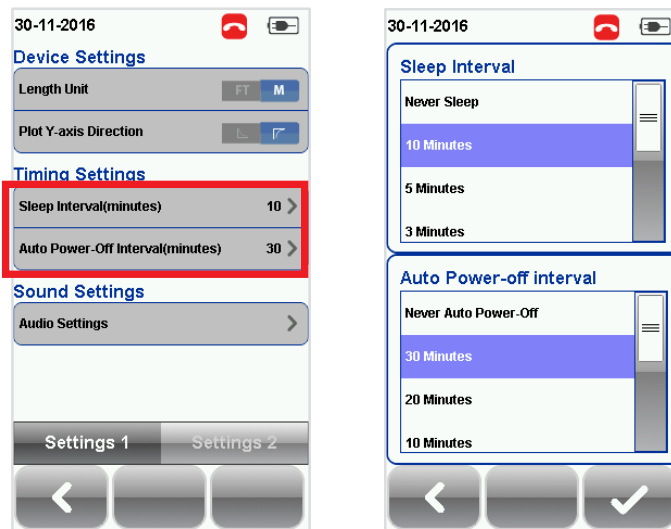 30-11-2016
Device Settings
Length Unit FT M
Plot Y-axis Direction
Timing Settings
Sleep Interval(minutes) 10
Auto Power-Off Interval(minutes) 30
Sound Settings
Audio Settings
Settings 1 Settings 2
30-11-2016
Sleep Interval
Never Sleep
10 Minutes
5 Minutes
3 Minutes
Auto Power-off interval
Never Auto Power-Off
30 Minutes
20 Minutes
10 Minutes